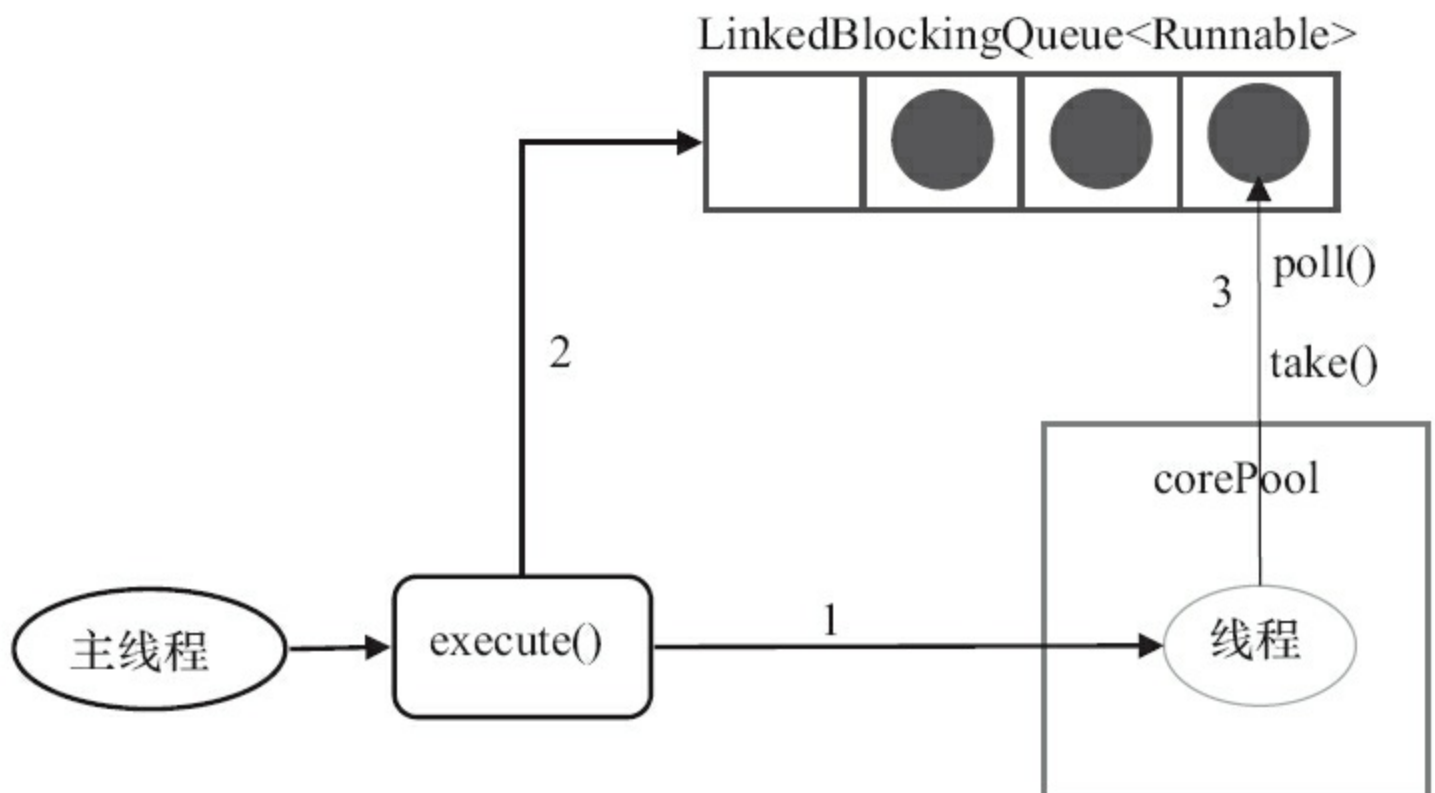 LinkedBlockingQueue<Runnable>
poll()
3
2
take()
corePool
1
主线程
execute()
线程